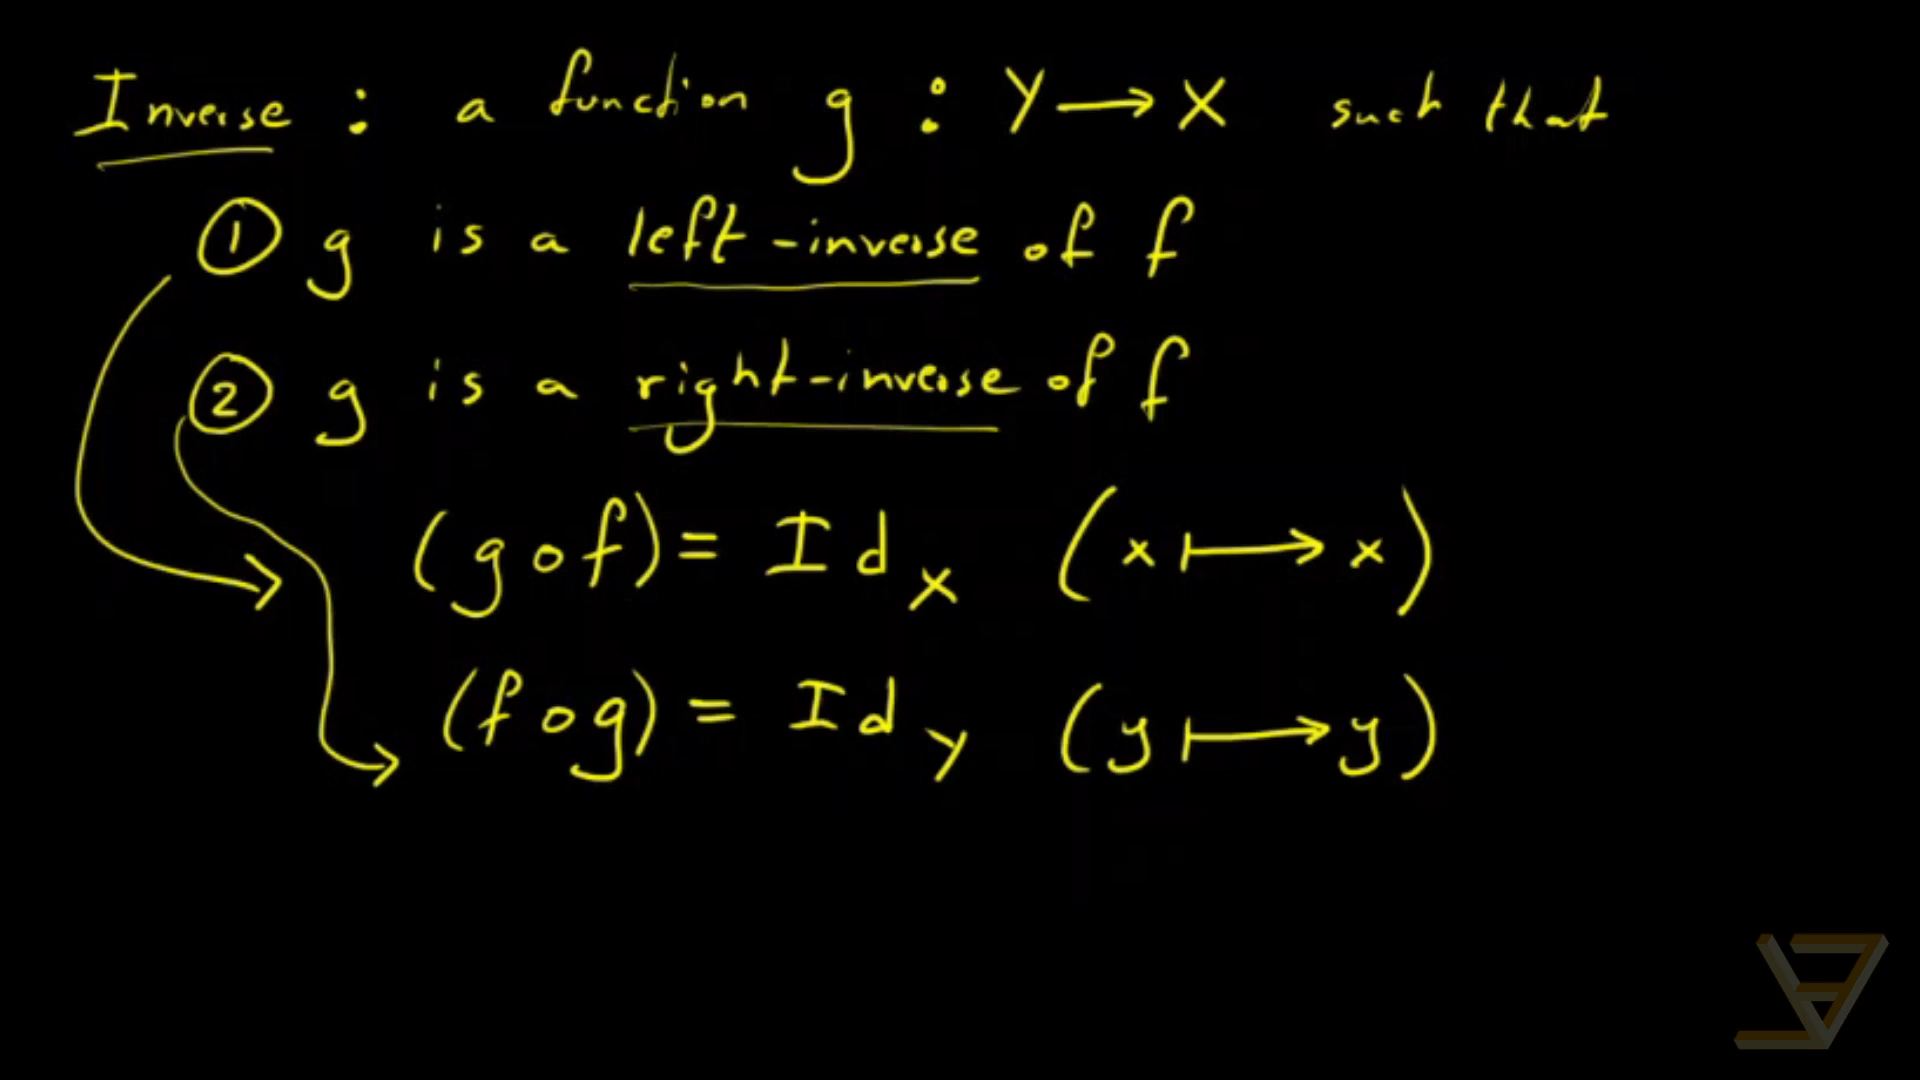 Inverse : a function g : Y → X such that
① g is a left-inverse of f
② g is a right-inverse of f
(g ∘ f) = Id_X (x ↦ x)
(f ∘ g) = Id_Y (y ↦ y)